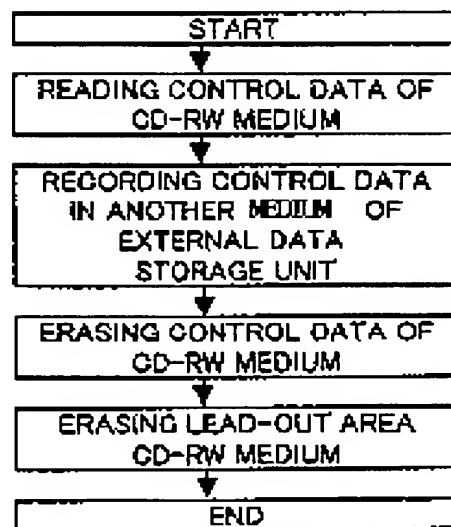 START
READING CONTROL DATA OF
CD-RW MEDIUM
RECORDING CONTROL DATA
IN ANOTHER MEDIUM OF
EXTERNAL DATA
STORAGE UNIT
ERASING CONTROL DATA OF
CD-RW MEDIUM
ERASING LEAD-OUT AREA
CD-RW MEDIUM
END